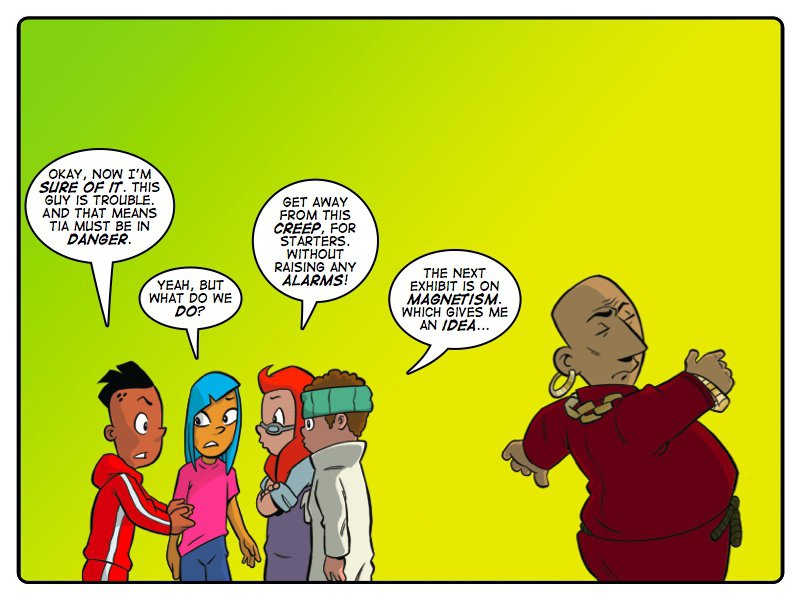 OKAY, NOW I'M
SURE OF IT. THIS
GUY IS TROUBLE.
AND THAT MEANS
TIA MUST BE IN
DANGER.
YEAH, BUT
WHAT DO WE
DO?
GET AWAY
FROM THIS
CREEP, FOR
STARTERS.
WITHOUT
RAISING ANY
ALARMS!
THE NEXT
EXHIBIT IS ON
MAGNETISM.
WHICH GIVES ME
AN IDEA...